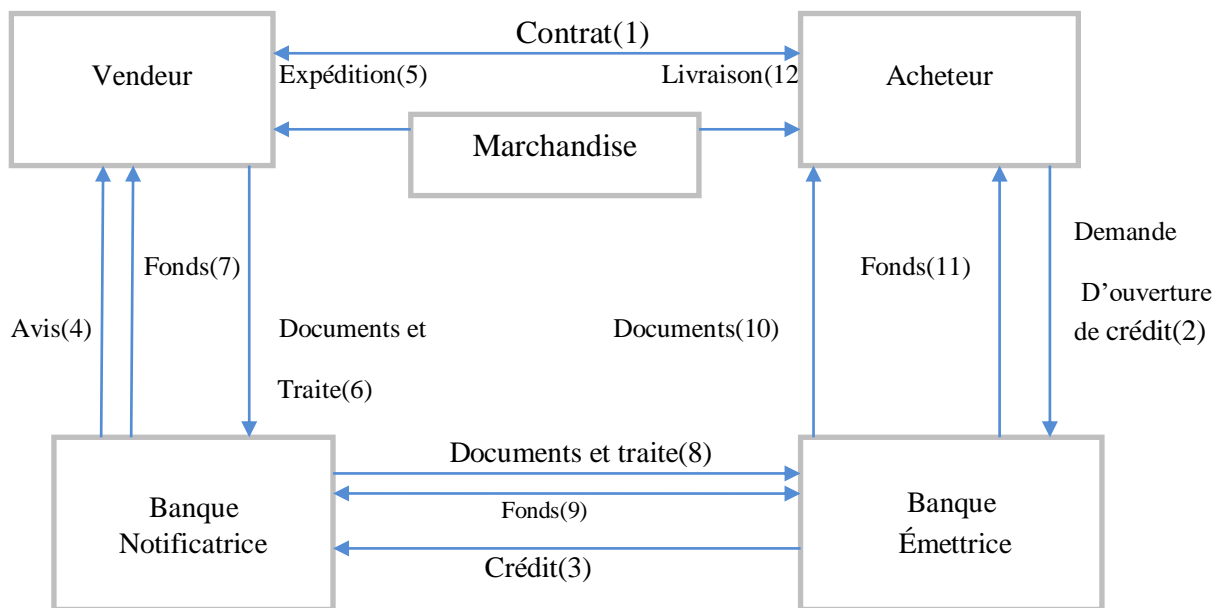 Contrat(1)
Vendeur
Expédition(5)
Livraison(12
Acheteur
Marchandise
Fonds(7)
Avis(4)
Documents et
Traite(6)
Fonds(11)
Documents(10)
Demande
D’ouverture
de crédit(2)
Documents et traite(8)
Fonds(9)
Crédit(3)
Banque
Notificatrice
Banque
Émettrice